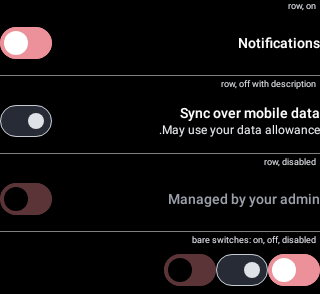 row, on
Notifications
row, off with description
Sync over mobile data
.May use your data allowance
row, disabled
Managed by your admin
bare switches: on, off, disabled